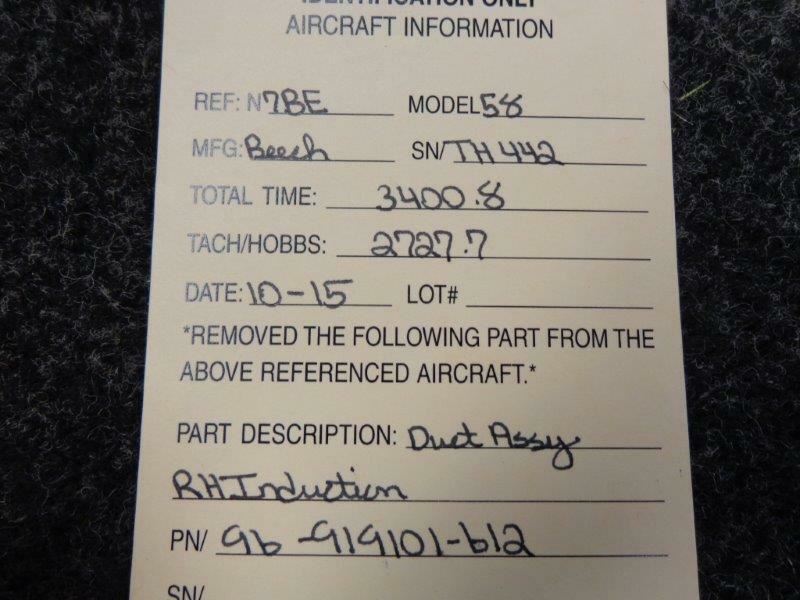 IDENTIFICATION ONLY
AIRCRAFT INFORMATION
REF: N7BE MODEL 58
MFG: Beech SN/ TH 442
TOTAL TIME: 3400.8
TACH/HOBBS: 2727.7
DATE: 10-15 LOT#
*REMOVED THE FOLLOWING PART FROM THE
ABOVE REFERENCED AIRCRAFT.*
PART DESCRIPTION: Duct Assy
RH Induction
PN/ 96-919101-612
SN/